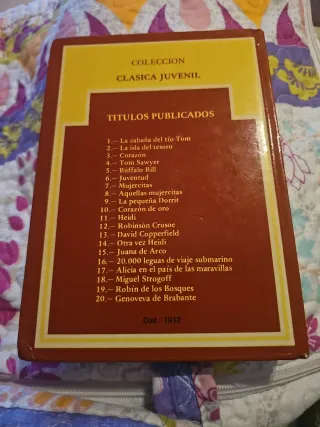 COLECCION
CLASICA JUVENIL
TITULOS PUBLICADOS
1.— La cabaña del tío Tom
2.— La isla del tesoro
3.— Corazon
4.— Tom Sawyer
5.— Búffalo Bill
6.— Juventud
7.— Mujercitas
8.— Aquellas mujercitas
9.— La pequeña Dorrit
10.— Corazón de oro
11.— Heidi
12.— Robinsón Crusoe
13.— David Copperfield
14.— Otra vez Heidi
15.— Juana de Arco
16.— 20.000 leguas de viaje submarino
17.— Alicia en el país de las maravillas
18.— Miguel Strogoff
19.— Robín de los Bosques
20.— Genoveva de Brabante
Cod.: 1912